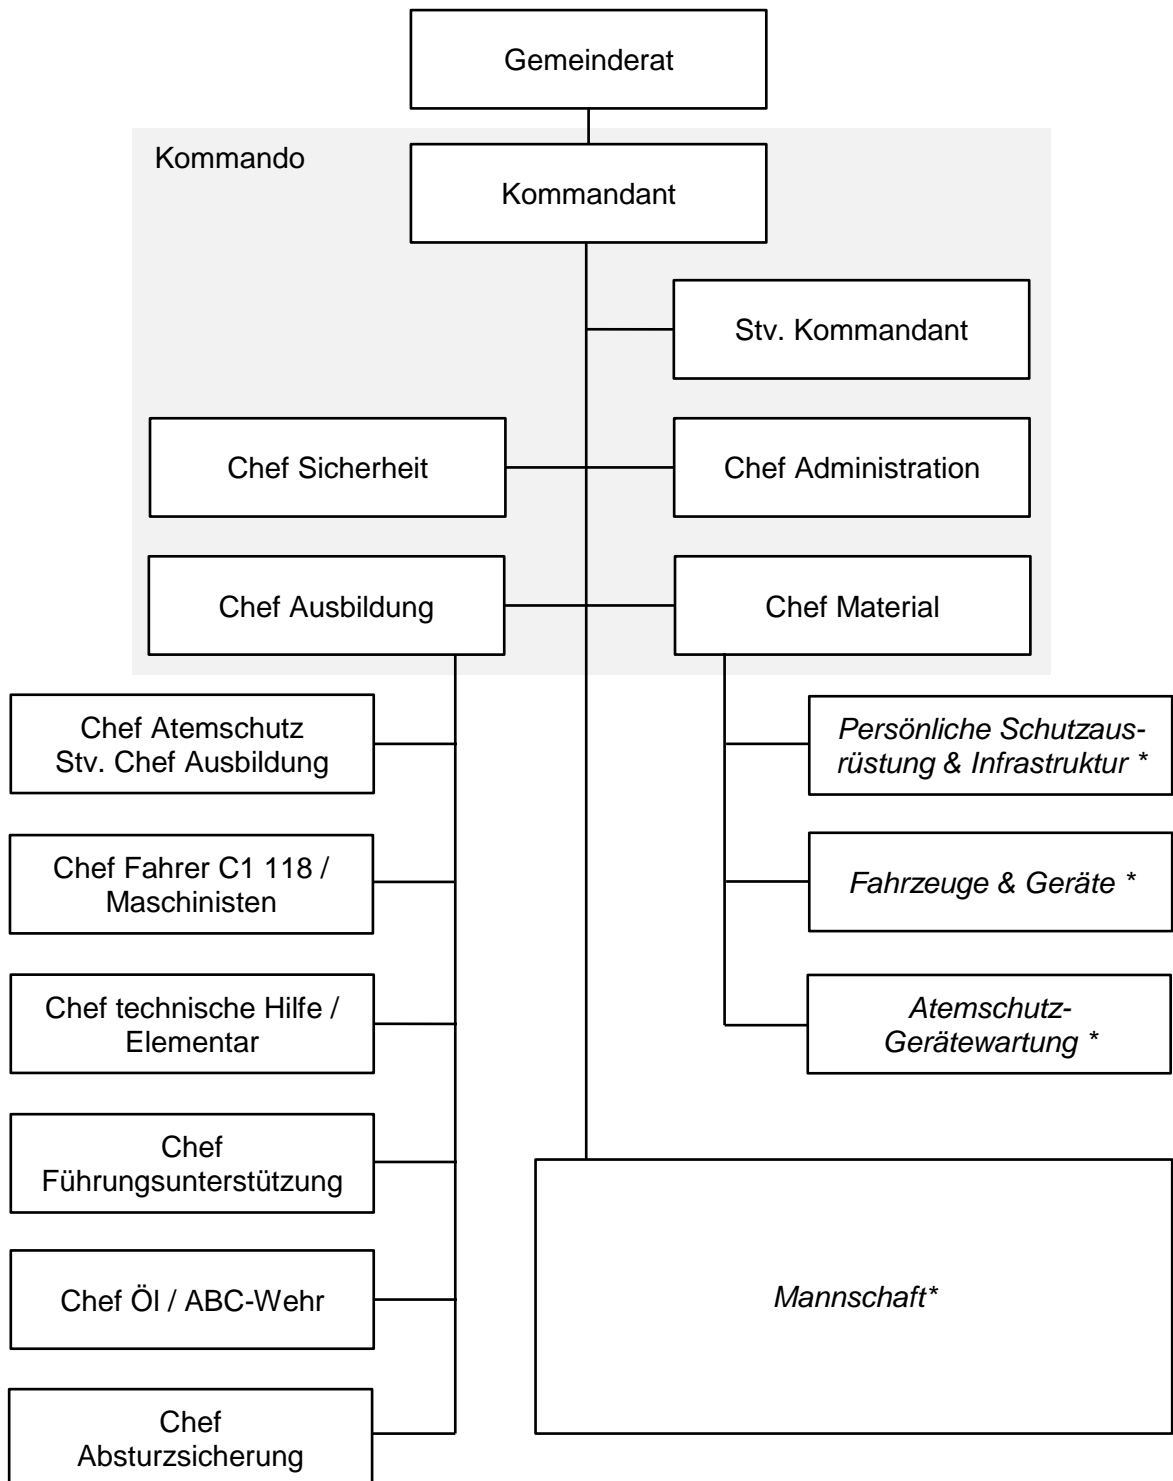 Gemeinderat
Kommando
Kommandant
Stv. Kommandant
Chef Sicherheit
Chef Administration
Chef Ausbildung
Chef Material
Chef Atemschutz
Stv. Chef Ausbildung
Persönliche Schutzaus-
rüstung & Infrastruktur *
Chef Fahrer C1 118 /
Maschinisten
Fahrzeuge & Geräte *
Chef technische Hilfe /
Elementar
Atemschutz-
Gerätewartung *
Chef
Führungsunterstützung
Chef Öl / ABC-Wehr
Mannschaft*
Chef
Absturzsicherung